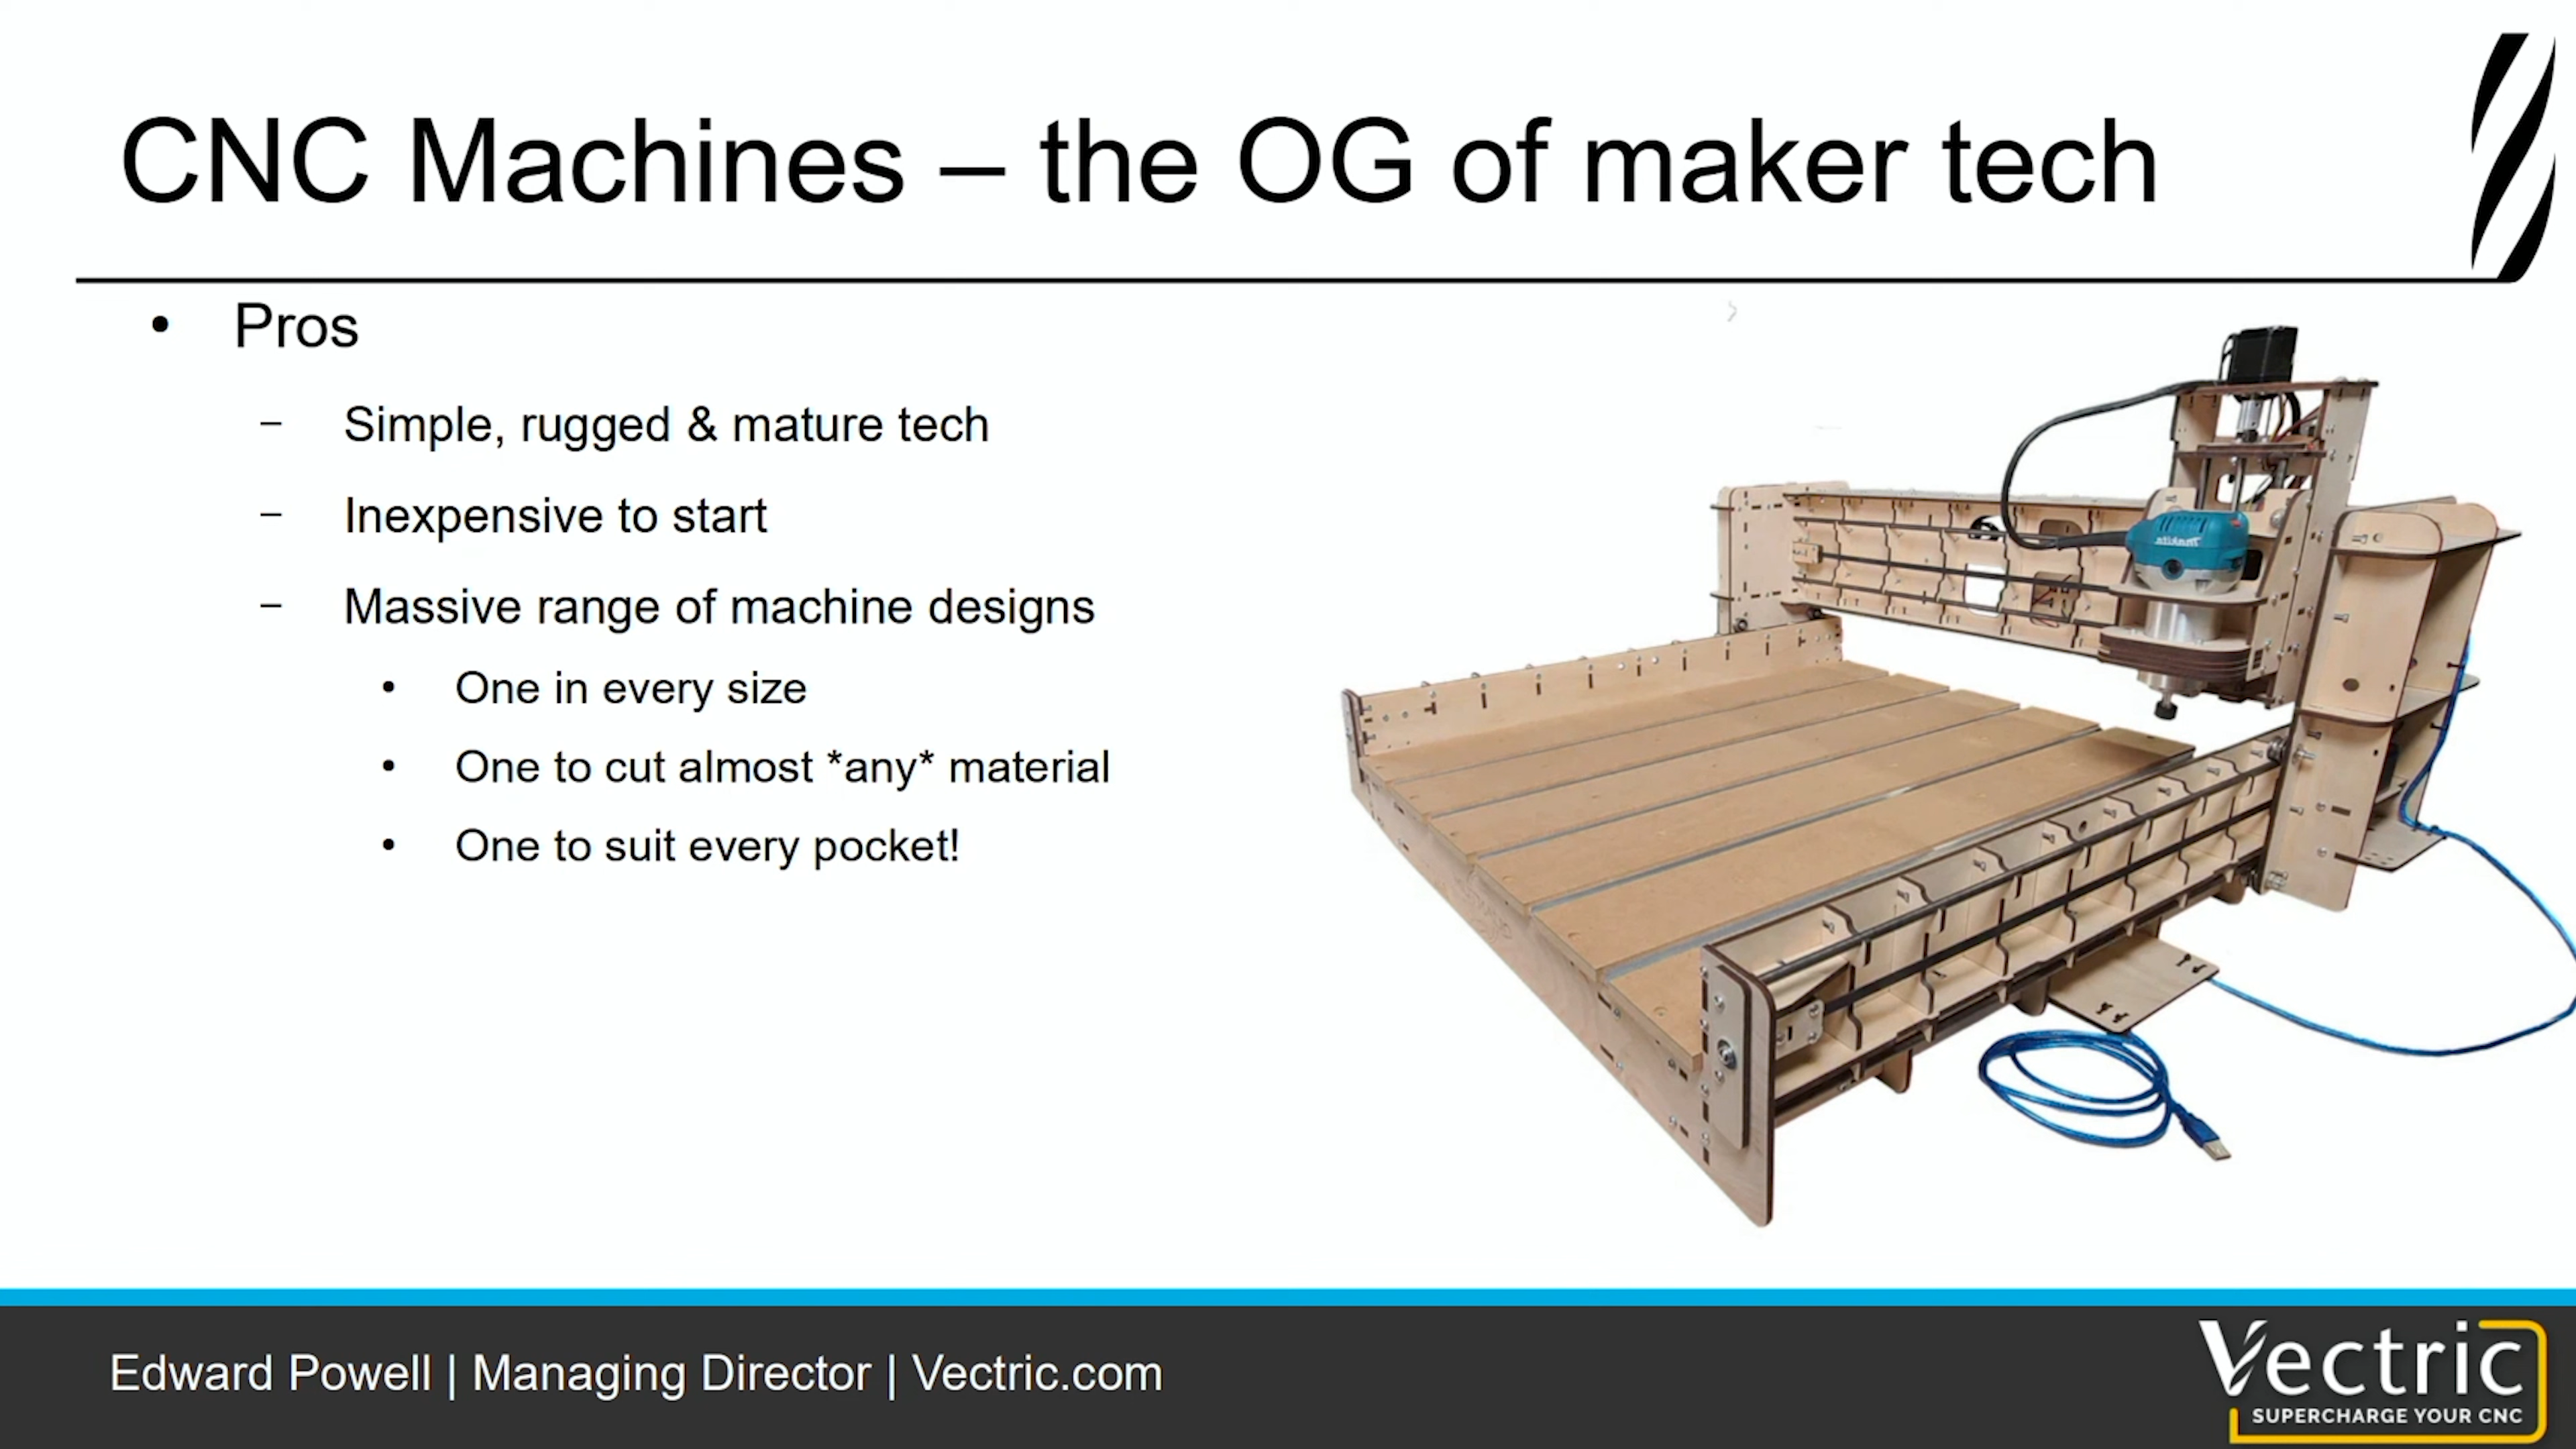 CNC Machines – the OG of maker tech
• Pros
– Simple, rugged & mature tech
– Inexpensive to start
– Massive range of machine designs
• One in every size
• One to cut almost *any* material
• One to suit every pocket!
makita
Edward Powell | Managing Director | Vectric.com
Vectric
SUPERCHARGE YOUR CNC